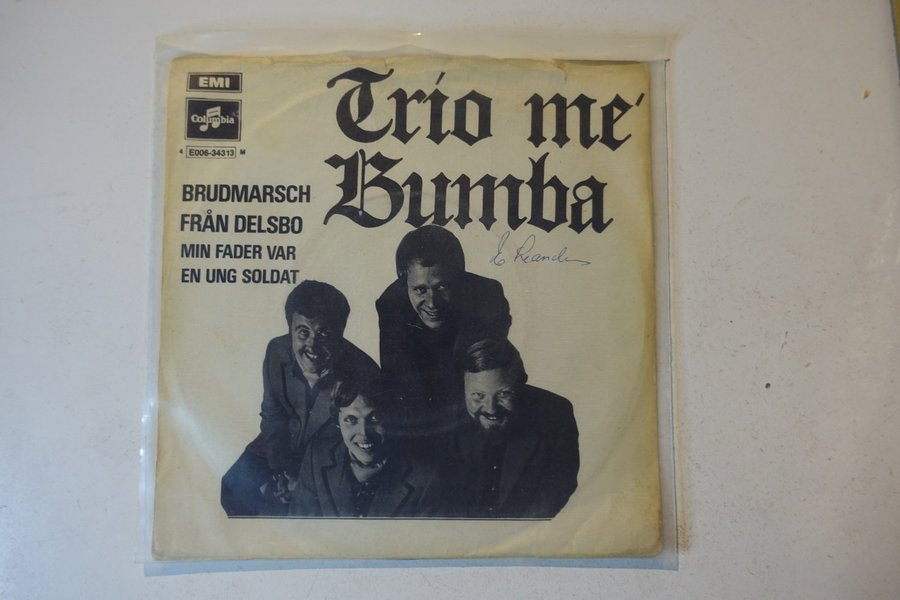 EMI
Columbia
4 E006-34313 M
Trio me'
Bumba
BRUDMARSCH
FRÅN DELSBO
MIN FADER VAR
EN UNG SOLDAT